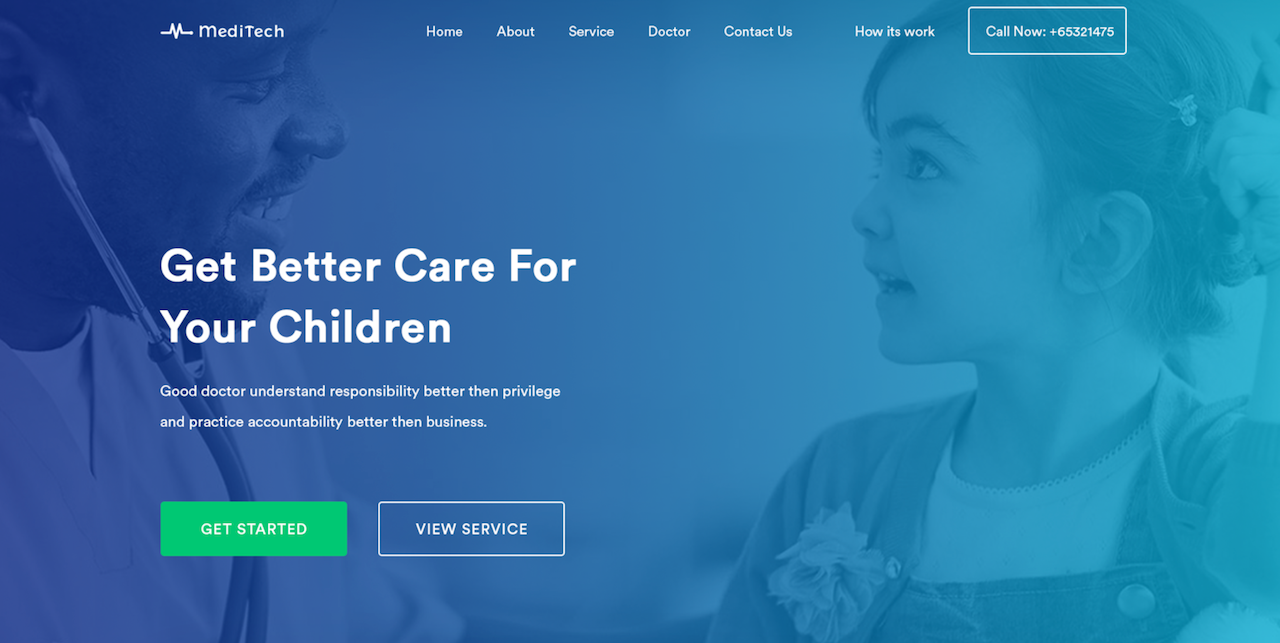 MediTech
Home About Service Doctor Contact Us How its work Call Now: +65321475
Get Better Care For
Your Children
Good doctor understand responsibility better then privilege
and practice accountability better then business.
GET STARTED VIEW SERVICE